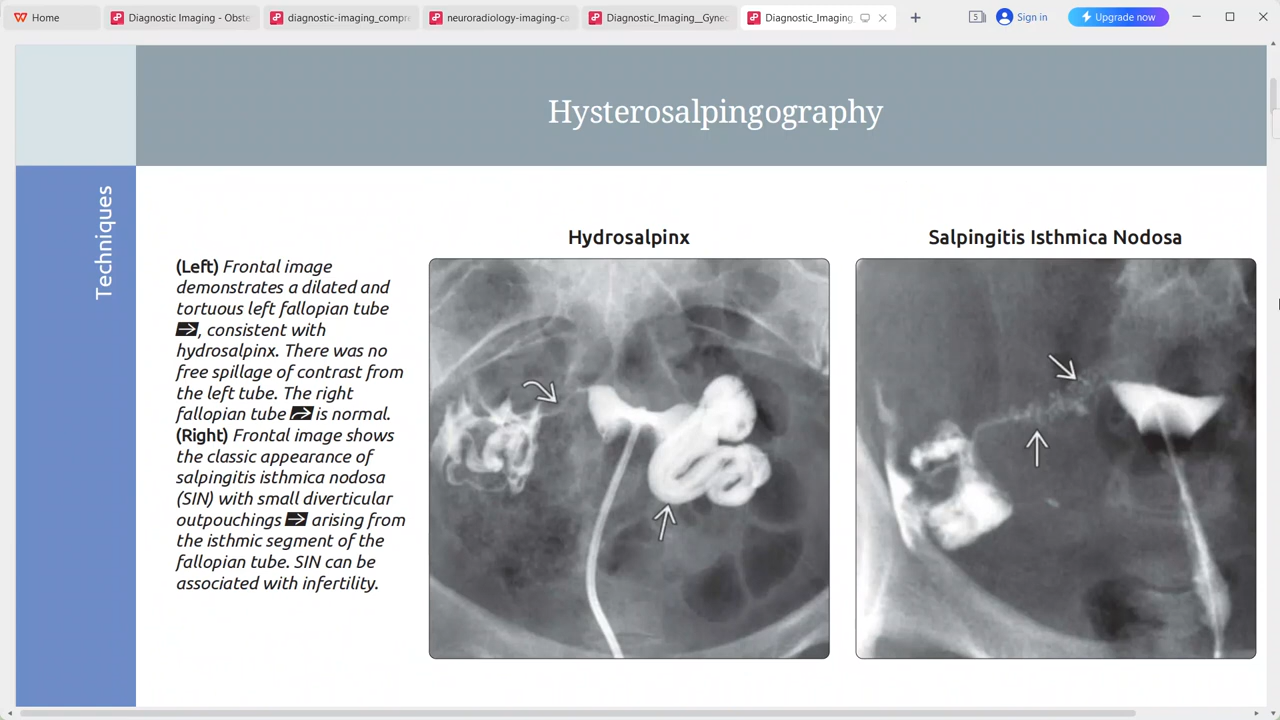 Home
Diagnostic Imaging - Obste
diagnostic-imaging_compre
neuroradiology-imaging-ca
Diagnostic_Imaging__Gynec
Diagnostic_Imaging_
5
Sign in
Upgrade now
Hysterosalpingography
Techniques
Hydrosalpinx
Salpingitis Isthmica Nodosa
(Left) Frontal image
demonstrates a dilated and
tortuous left fallopian tube
➡, consistent with
hydrosalpinx. There was no
free spillage of contrast from
the left tube. The right
fallopian tube ↷ is normal.
(Right) Frontal image shows
the classic appearance of
salpingitis isthmica nodosa
(SIN) with small diverticular
outpouchings ➡ arising from
the isthmic segment of the
fallopian tube. SIN can be
associated with infertility.